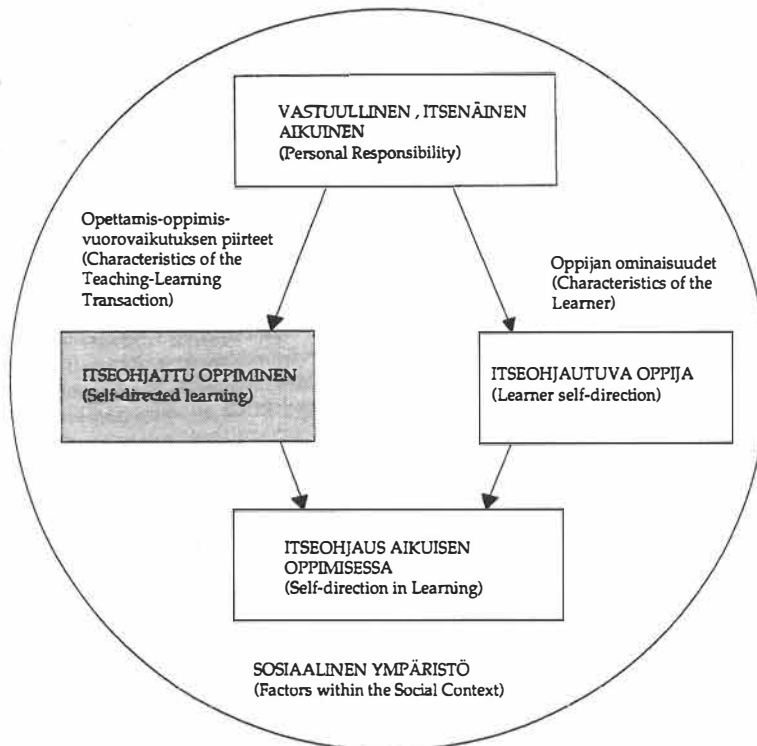 VASTUULLINEN , ITSENÄINEN
AIKUINEN
(Personal Responsibility)
Opettamis-oppimis-
vuorovaikutuksen piirteet
(Characteristics of the
Teaching-Learning
Transaction)
Oppijan ominaisuudet
(Characteristics of the
Learner)
ITSEOHJATTU OPPIMINEN
(Self-directed learning)
ITSEOHJAUTUVA OPPIJA
(Learner self-direction)
ITSEOHJAUS AIKUISEN
OPPIMISESSA
(Self-direction in Learning)
SOSIAALINEN YMPÄRISTÖ
(Factors within the Social Context)